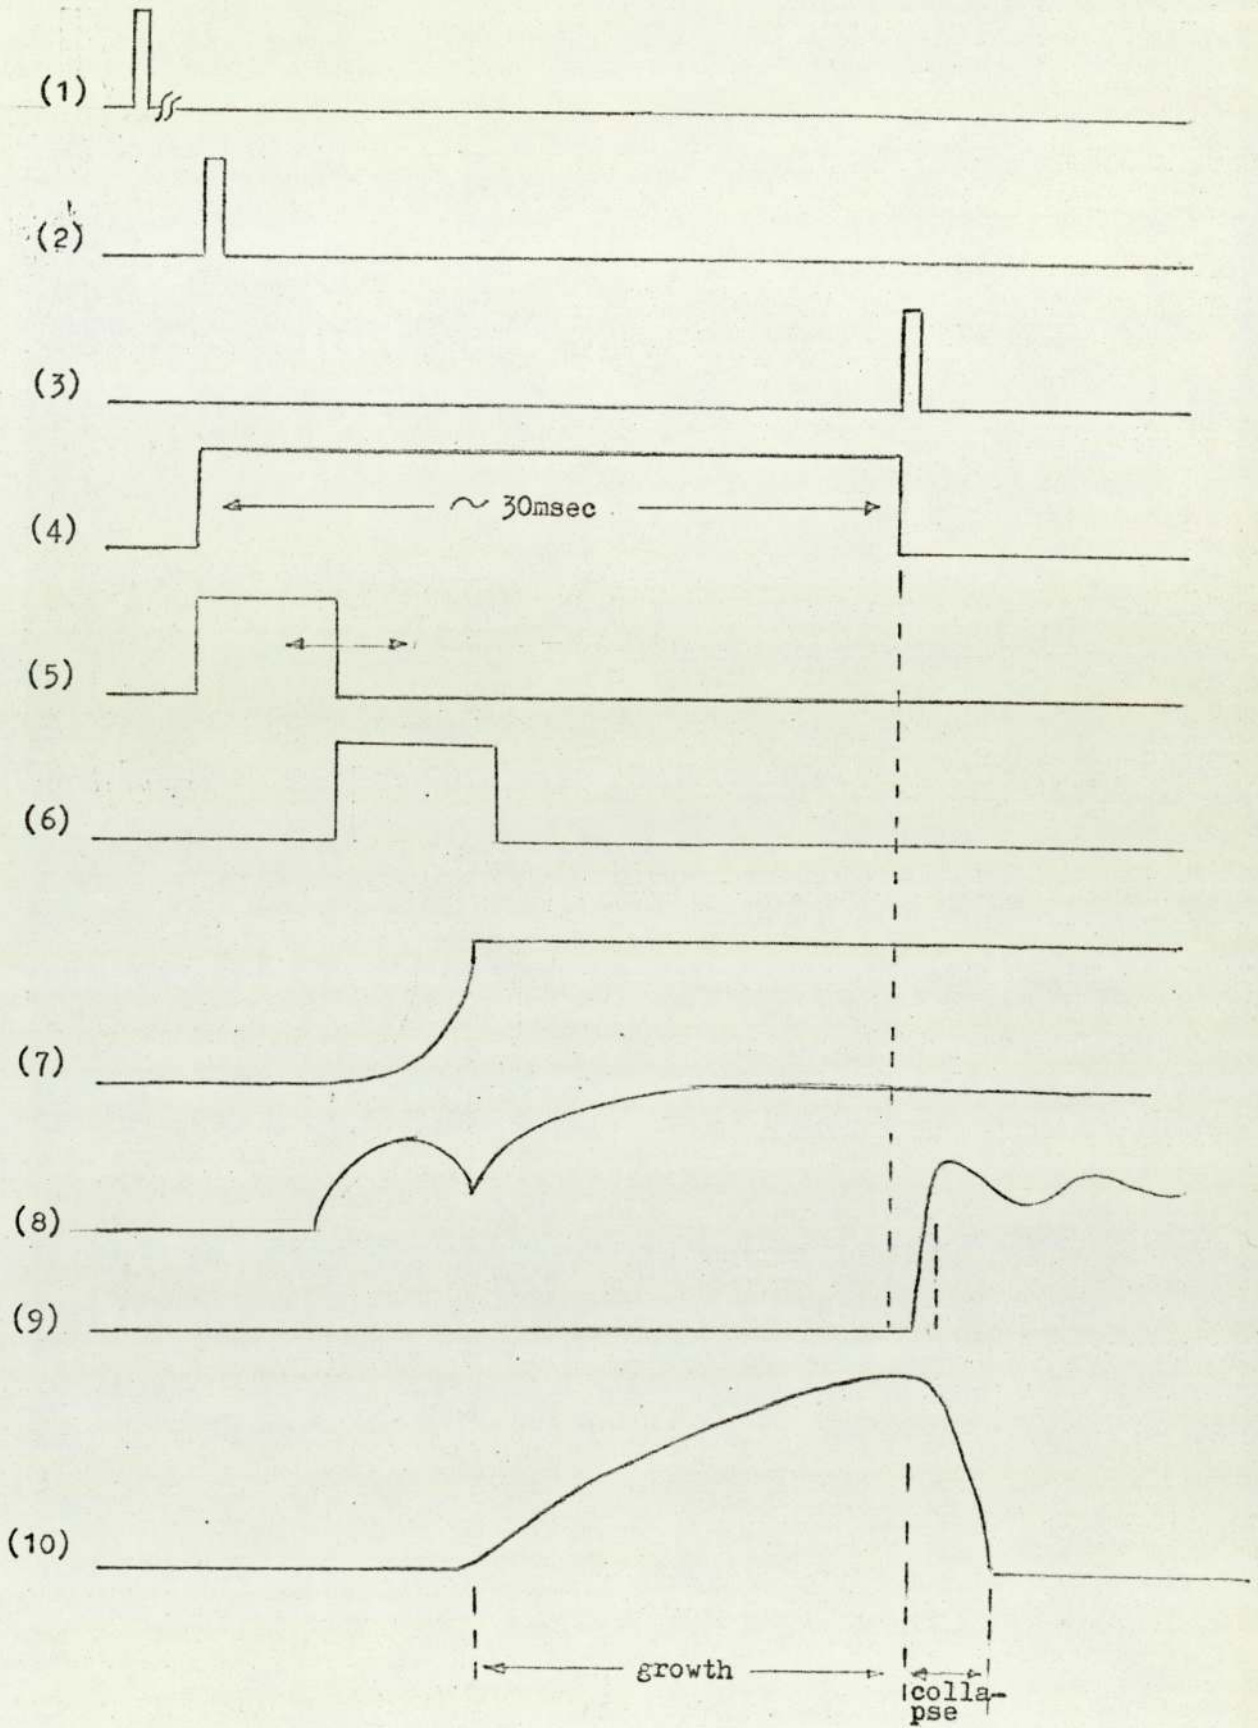 (1)
(2)
(3)
~ 30msec
(4)
(5)
(6)
(7)
(8)
(9)
(10)
growth
colla-
pse